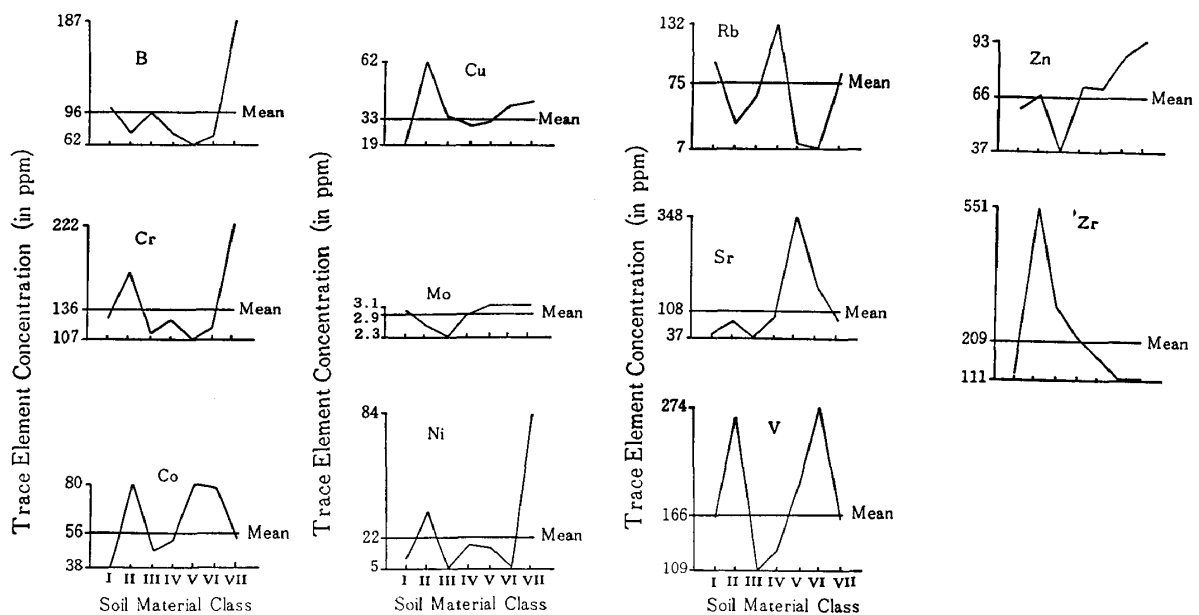 Trace Element Concentration (in ppm)
187
96
62
B
Mean
222
136
107
Cr
Mean
80
56
38
Co
Mean
I II III IV V VI VII
Soil Material Class
Trace Element Concentration (in ppm)
62
33
19
Cu
Mean
3.1
2.9
2.3
Mo
Mean
84
22
5
Ni
Mean
I II III IV V VI VII
Soil Material Class
Trace Element Concentration (in ppm)
132
75
7
Rb
Mean
348
108
37
Sr
Mean
274
166
109
V
Mean
I II III IV V VI VII
Soil Material Class
93
66
37
Zn
Mean
551
209
111
Zr
Mean